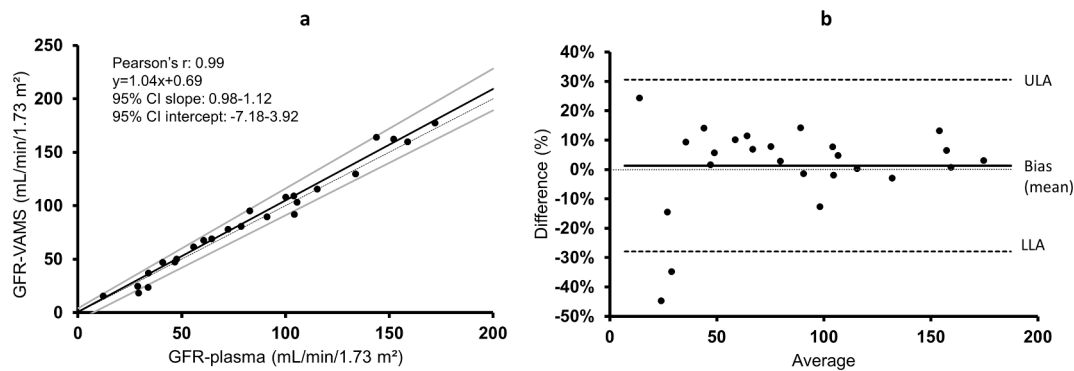 a
250
200
150
100
50
0
GFR-VAMS (mL/min/1.73 m²)
Pearson's r: 0.99
y=1.04x+0.69
95% CI slope: 0.98-1.12
95% CI intercept: -7.18-3.92
0 50 100 150 200
GFR-plasma (mL/min/1.73 m²)
b
40%
30%
20%
10%
0%
-10%
-20%
-30%
-40%
-50%
Difference (%)
ULA
Bias
(mean)
LLA
0 50 100 150 200
Average